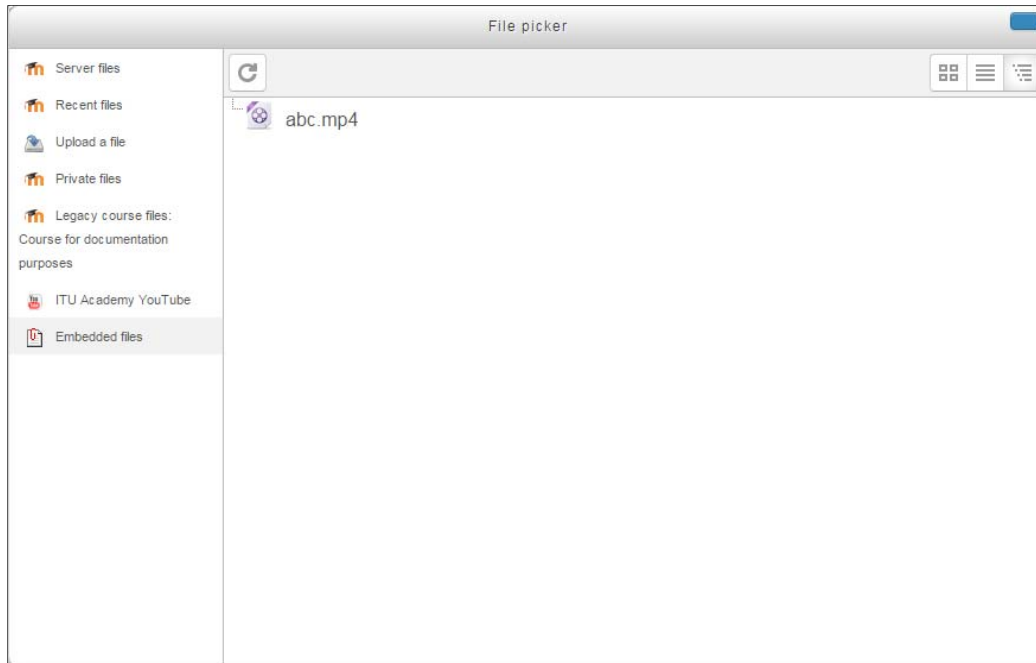 File picker
Server files
Recent files
Upload a file
Private files
Legacy course files:
Course for documentation
purposes
ITU Academy YouTube
Embedded files
abc.mp4